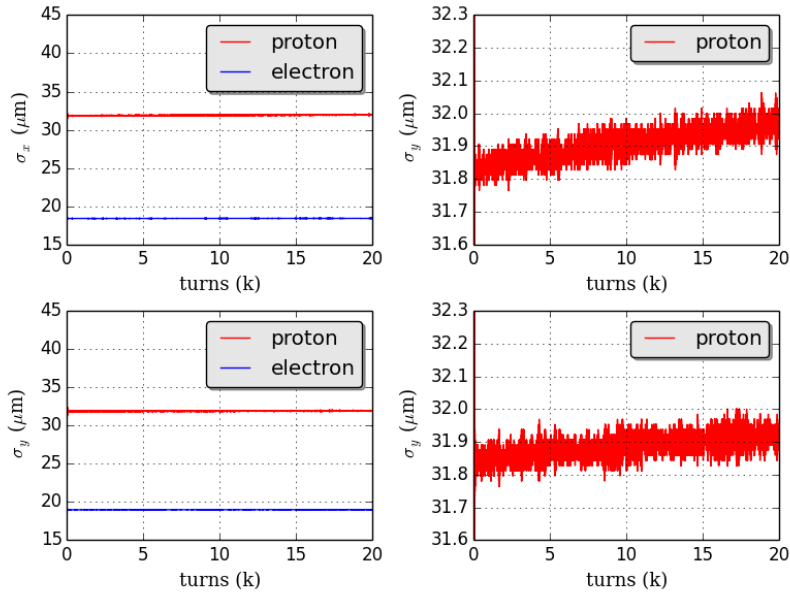 45
40
35
30
25
20
15
σx (μm)
proton
electron
0 5 10 15 20
turns (k)
32.3
32.2
32.1
32.0
31.9
31.8
31.7
31.6
σy (μm)
proton
0 5 10 15 20
turns (k)
45
40
35
30
25
20
15
σy (μm)
proton
electron
0 5 10 15 20
turns (k)
32.3
32.2
32.1
32.0
31.9
31.8
31.7
31.6
σy (μm)
proton
0 5 10 15 20
turns (k)